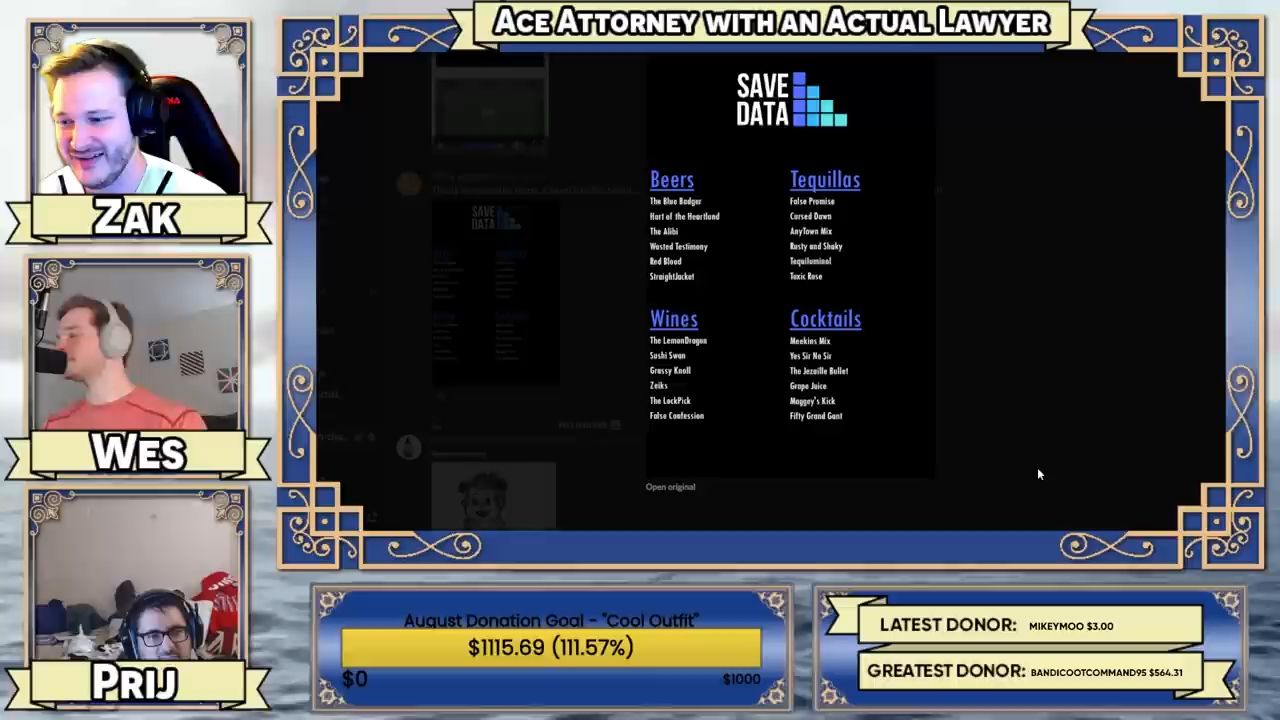 ACE ATTORNEY WITH AN ACTUAL LAWYER
ZAK
WES
PRIJ
SAVE
DATA
Beers
The Blue Badger
Hart of the Heartland
The Alibi
Wasted Testimony
Red Blood
StraightJacket
Tequillas
False Promise
Cursed Dawn
AnyTown Mix
Rusty and Shaky
Tequiluminol
Toxic Rose
Wines
The LemonDragon
Sushi Swan
Grassy Knoll
Zeiks
The LockPick
False Confession
Cocktails
Meekins Mix
Yes Sir No Sir
The Jezaille Bullet
Grape Juice
Maggey's Kick
Fifty Grand Gant
Open original
August Donation Goal - "Cool Outfit"
$1115.69 (111.57%)
$0
$1000
LATEST DONOR: MIKEYMOO $3.00
GREATEST DONOR: BANDICOOTCOMMAND95 $564.31